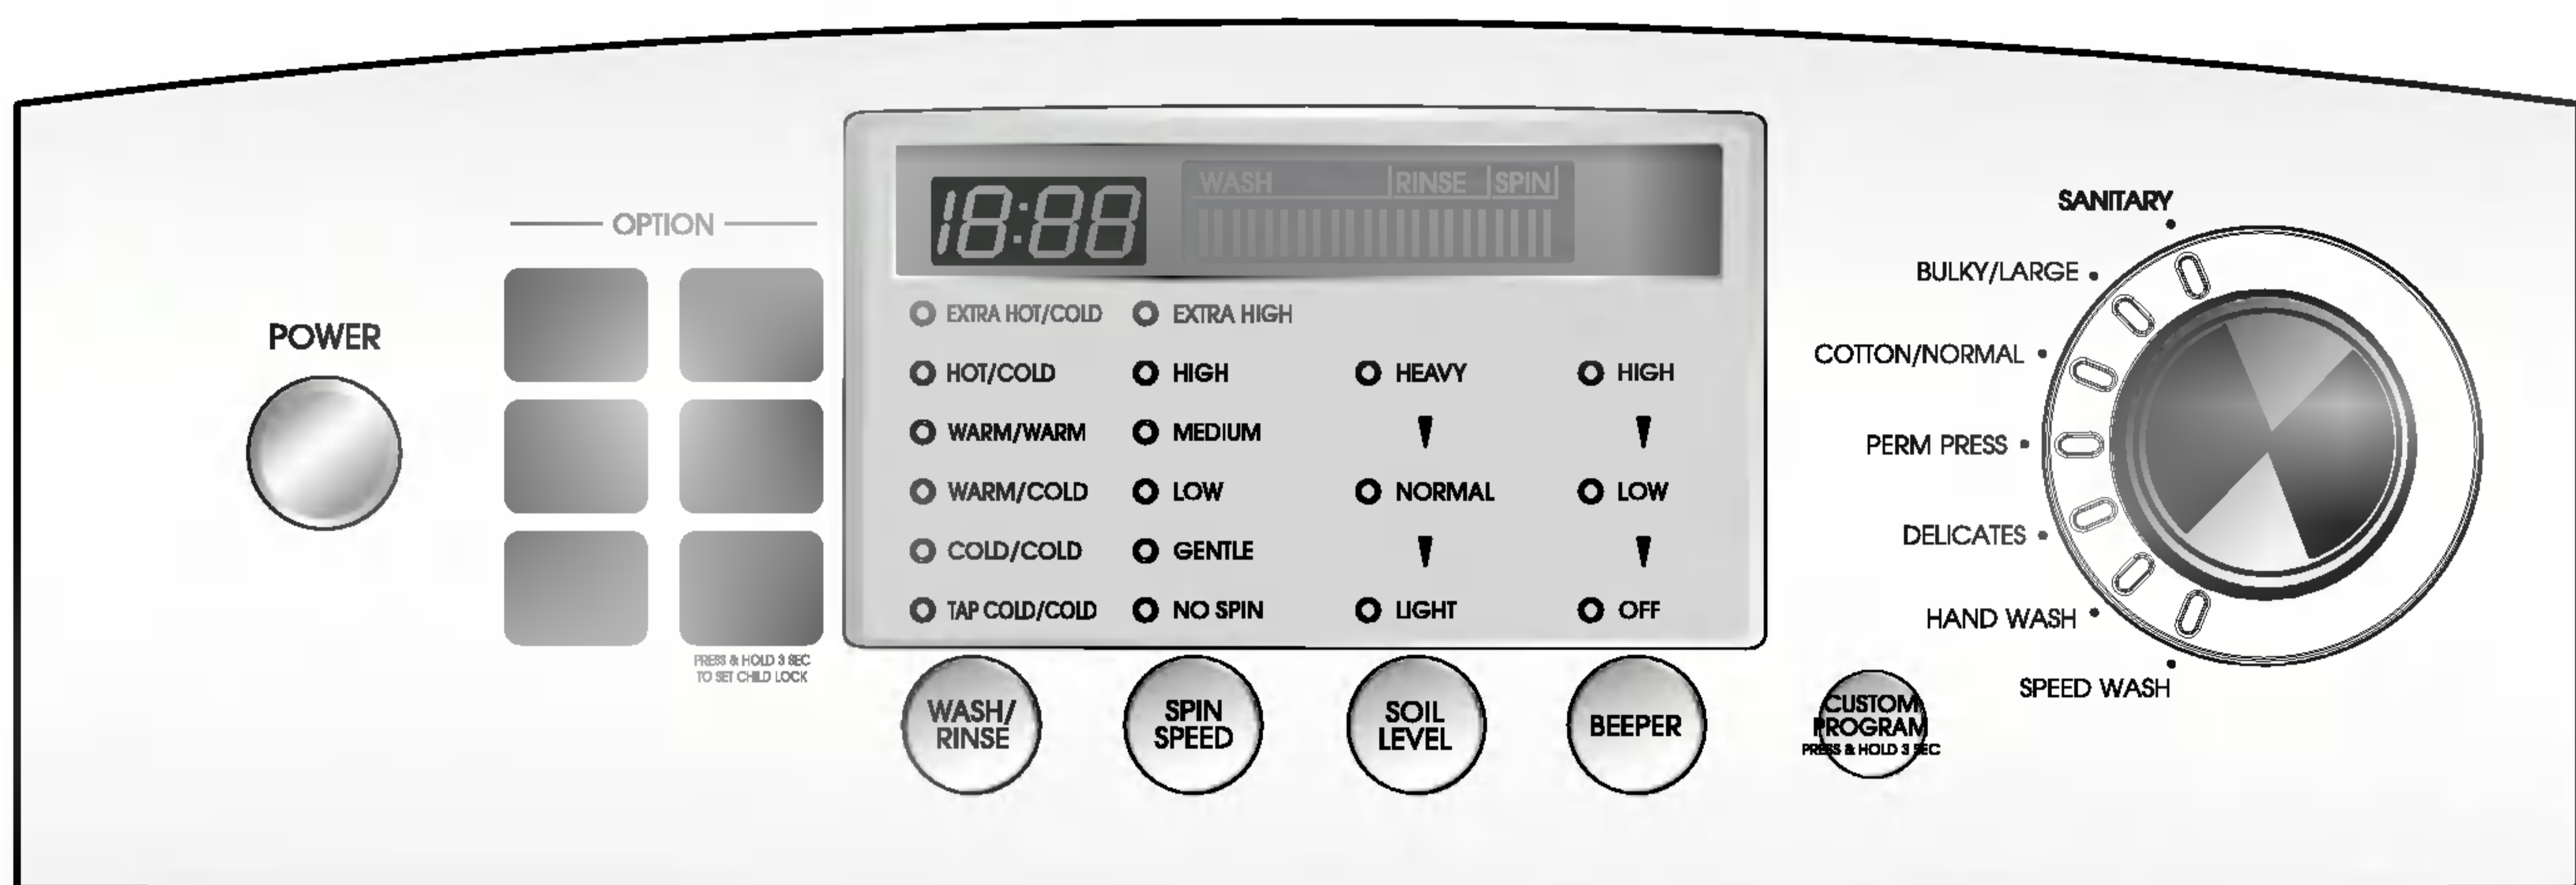 POWER
OPTION
PRESS & HOLD 3 SEC
TO SET CHILD LOCK
18:88
WASH RINSE SPIN
EXTRA HOT/COLD EXTRA HIGH
HOT/COLD HIGH HEAVY HIGH
WARM/WARM MEDIUM
WARM/COLD LOW NORMAL LOW
COLD/COLD GENTLE
TAP COLD/COLD NO SPIN LIGHT OFF
WASH/
RINSE
SPIN
SPEED
SOIL
LEVEL
BEEPER
CUSTOM
PROGRAM
PRESS & HOLD 3 SEC
SANITARY
BULKY/LARGE
COTTON/NORMAL
PERM PRESS
DELICATES
HAND WASH
SPEED WASH